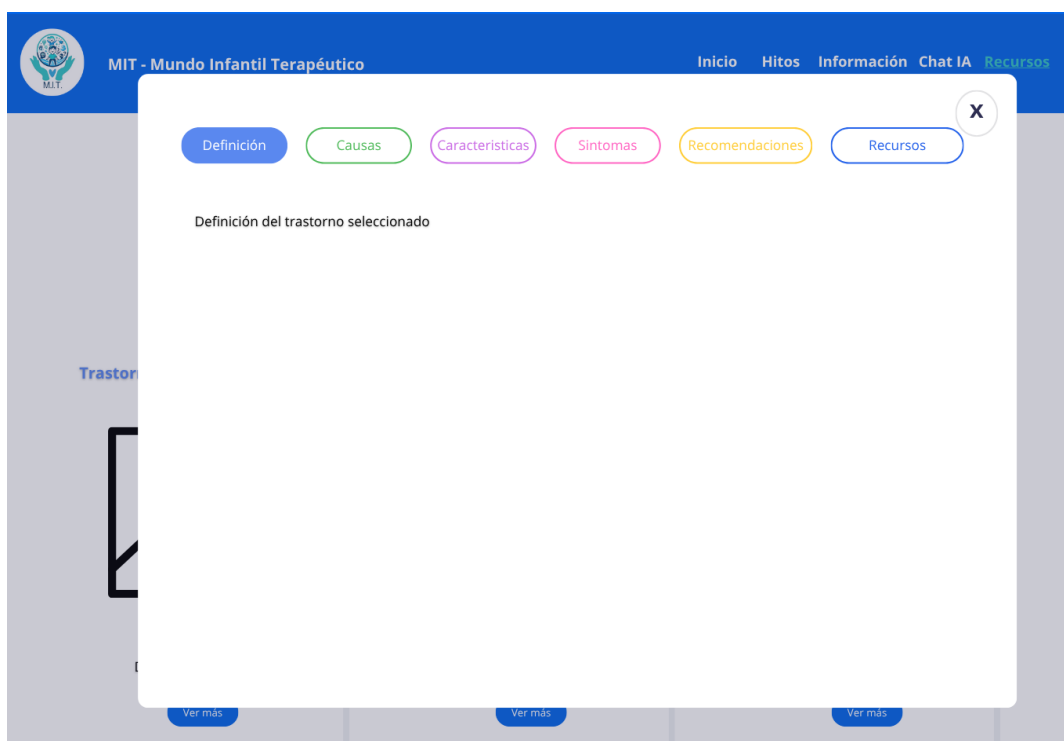 MIT - Mundo Infantil Terapéutico
Inicio Hitos Información Chat IA Recursos
M.I.T.
X
Definición Causas Caracteristicas Sintomas Recomendaciones Recursos
Definición del trastorno seleccionado
Ver más Ver más Ver más